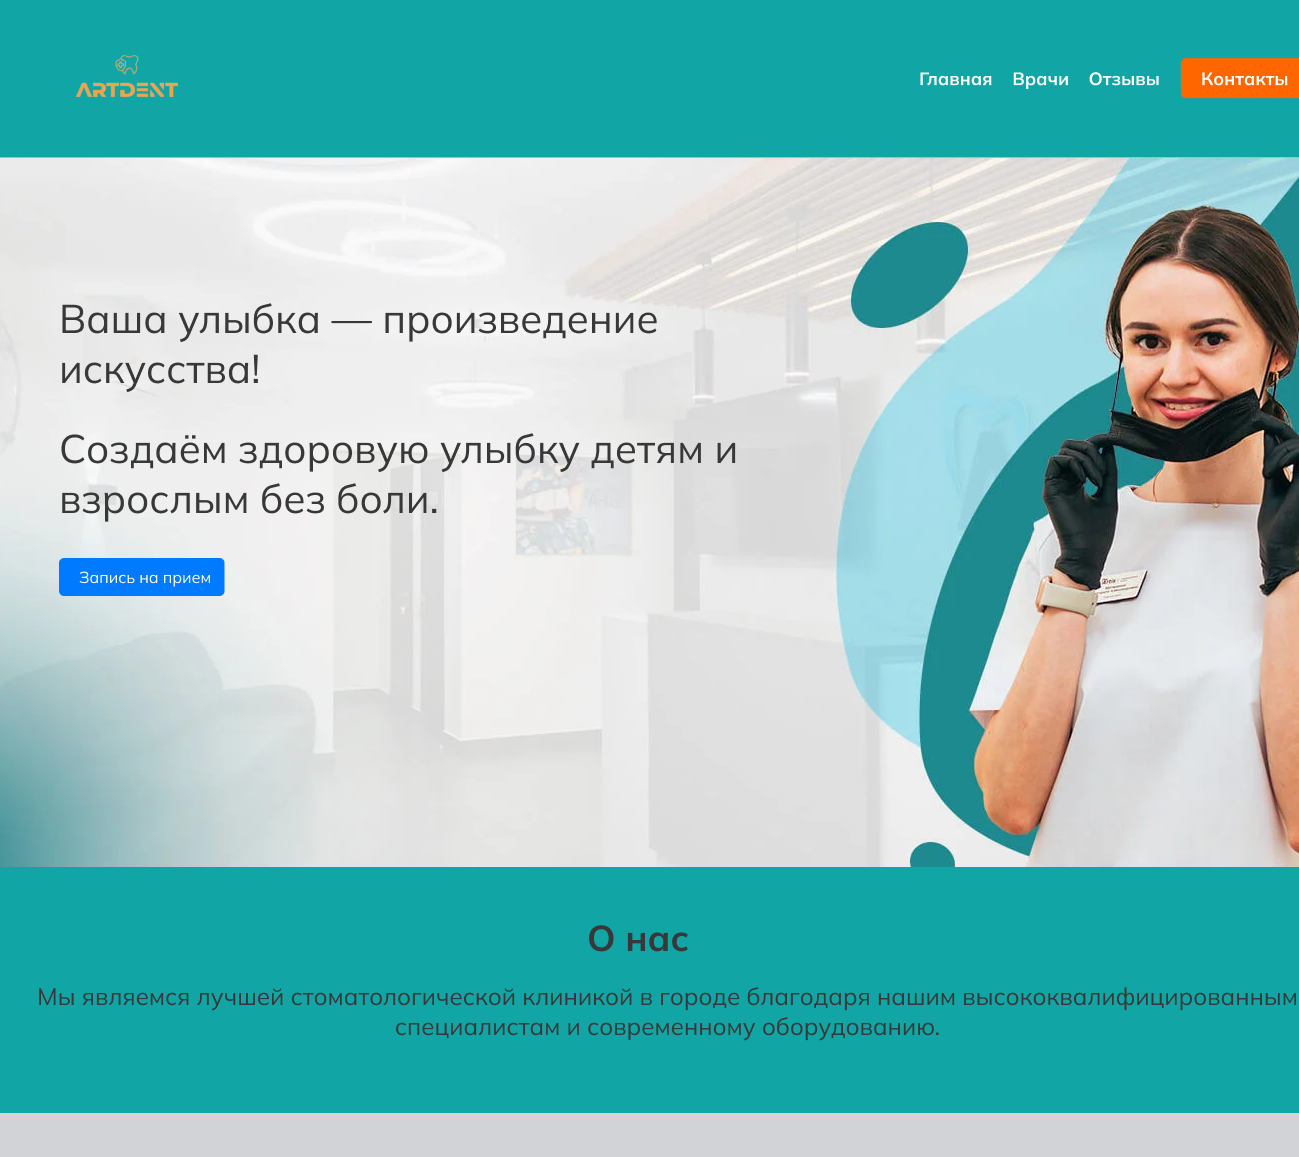 ARTDENT
Главная Врачи Отзывы Контакты
Ваша улыбка — произведение
искусства!
Создаём здоровую улыбку детям и
взрослым без боли.
Запись на прием
О нас
Мы являемся лучшей стоматологической клиникой в городе благодаря нашим высококвалифицированным
специалистам и современному оборудованию.